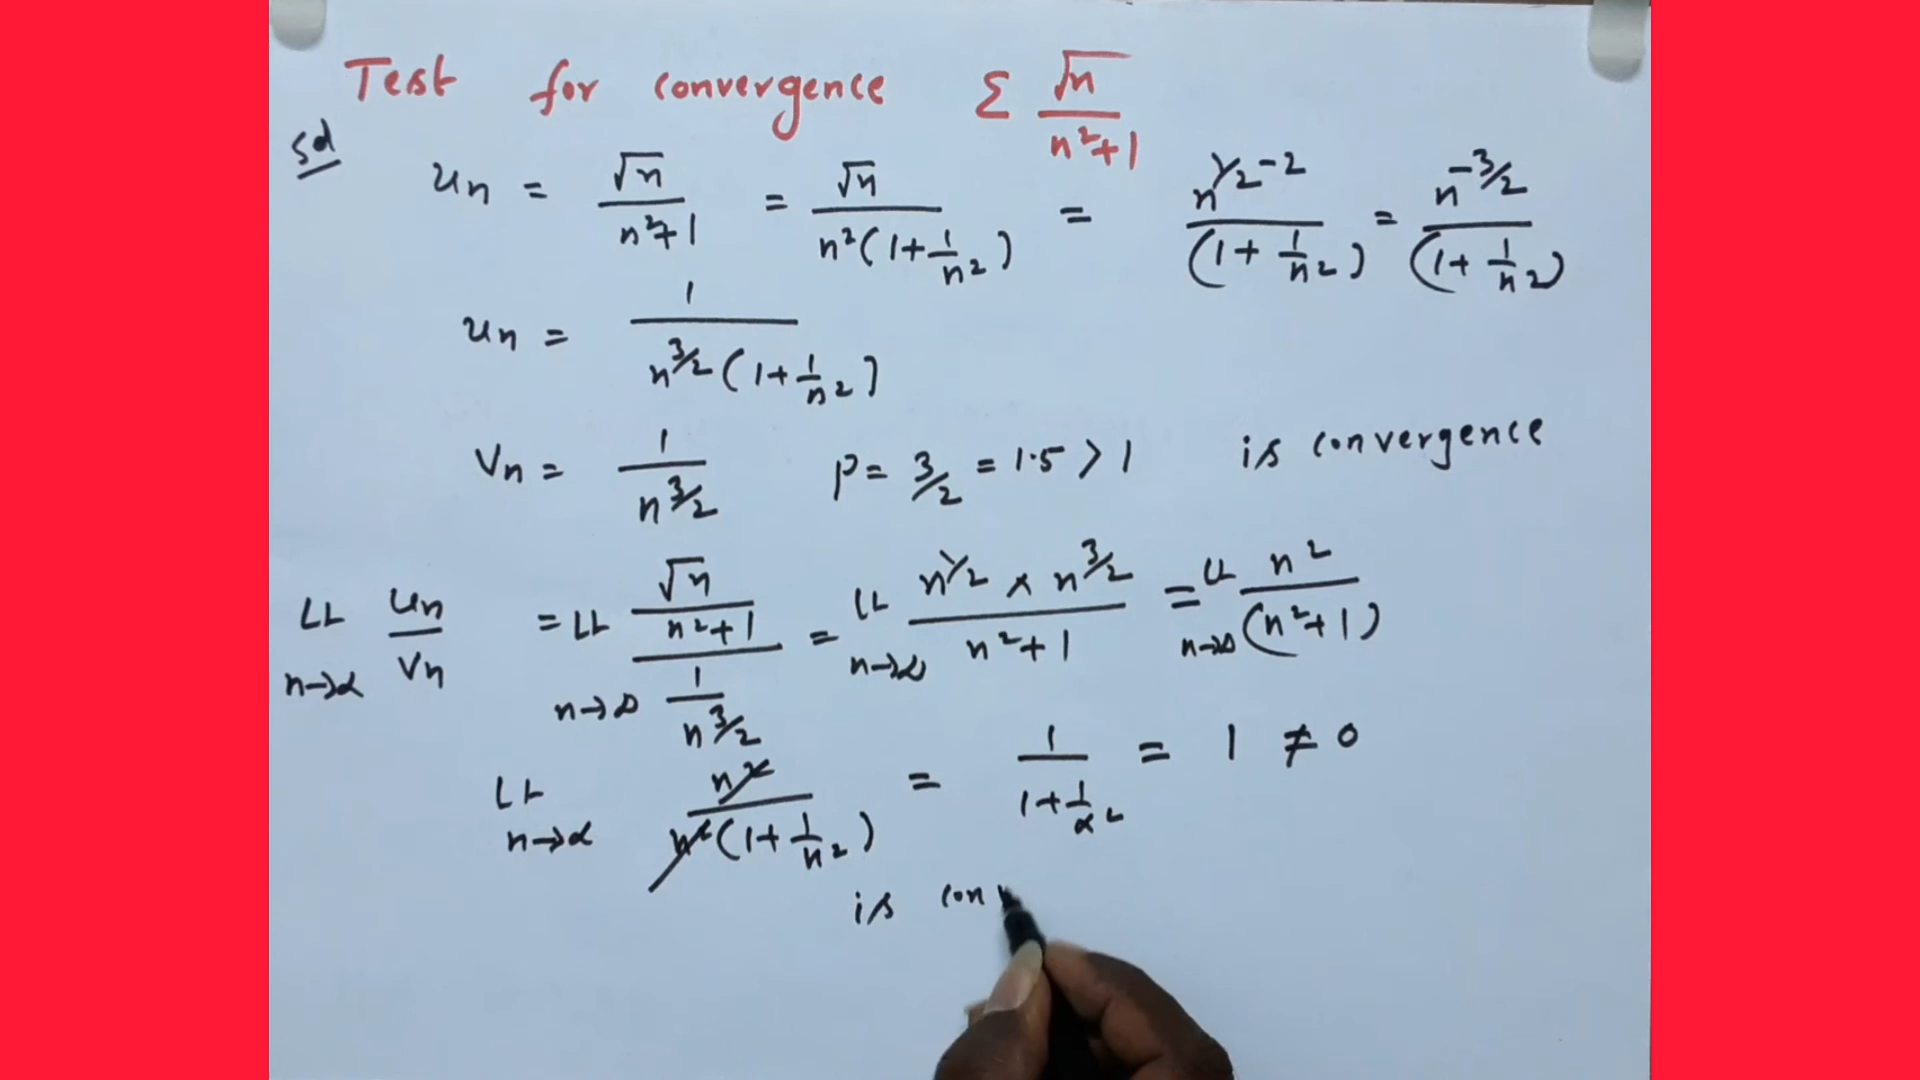 Test for convergence Σ √n/(n²+1)
Sol
un = √n/(n²+1) = √n/(n²(1+1/n²)) = n^(1/2-2)/(1+1/n²) = n^(-3/2)/(1+1/n²)
un = 1/(n^(3/2)(1+1/n²))
Vn = 1/n^(3/2) P = 3/2 = 1.5 > 1 is convergence
Lt n→∞ un/Vn = Lt n→∞ (√n/(n²+1))/(1/n^(3/2)) = Lt n→∞ (n^(1/2) × n^(3/2))/(n²+1) = Lt n→∞ n²/(n²+1)
Lt n→∞ n²/(n²(1+1/n²)) = 1/(1+1/∞²) = 1 ≠ 0
is con